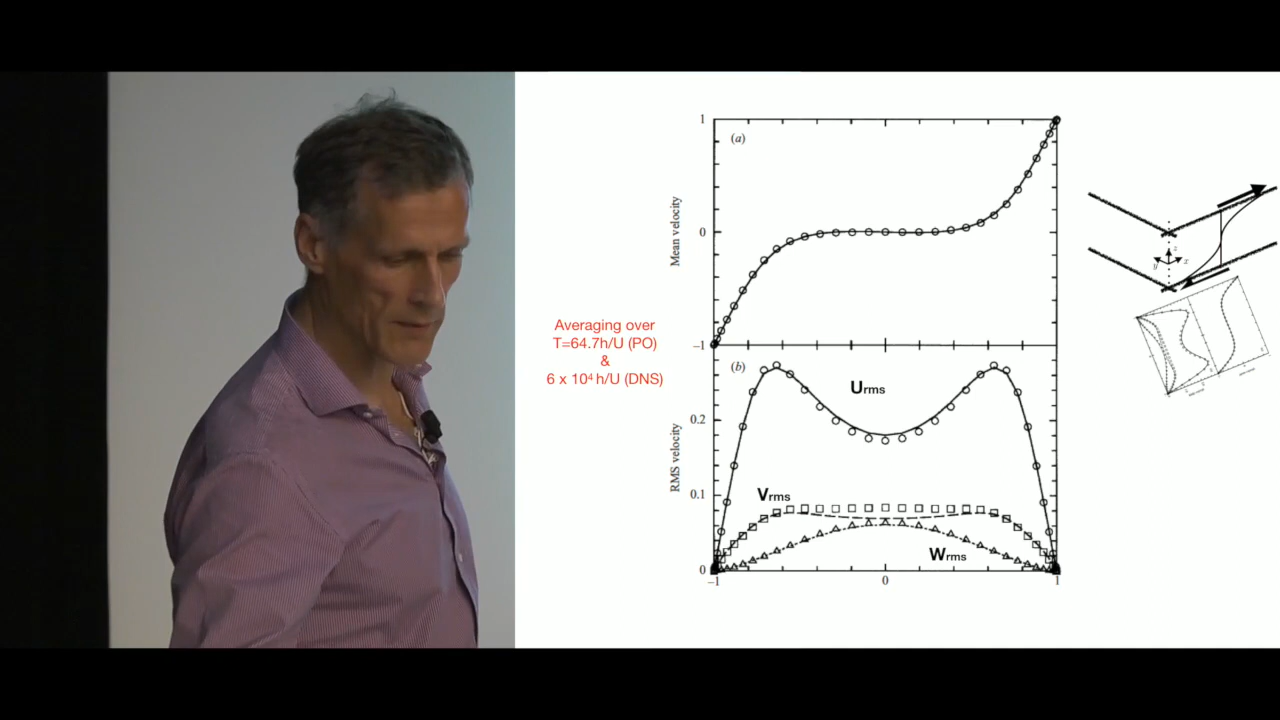 1
(a)
Mean velocity
0
Averaging over
T=64.7h/U (PO)
&
6 x 10⁴ h/U (DNS)
−1
(b)
Urms
0.2
RMS velocity
0.1
Vrms
Wrms
0
−1
0
1
z
y
x